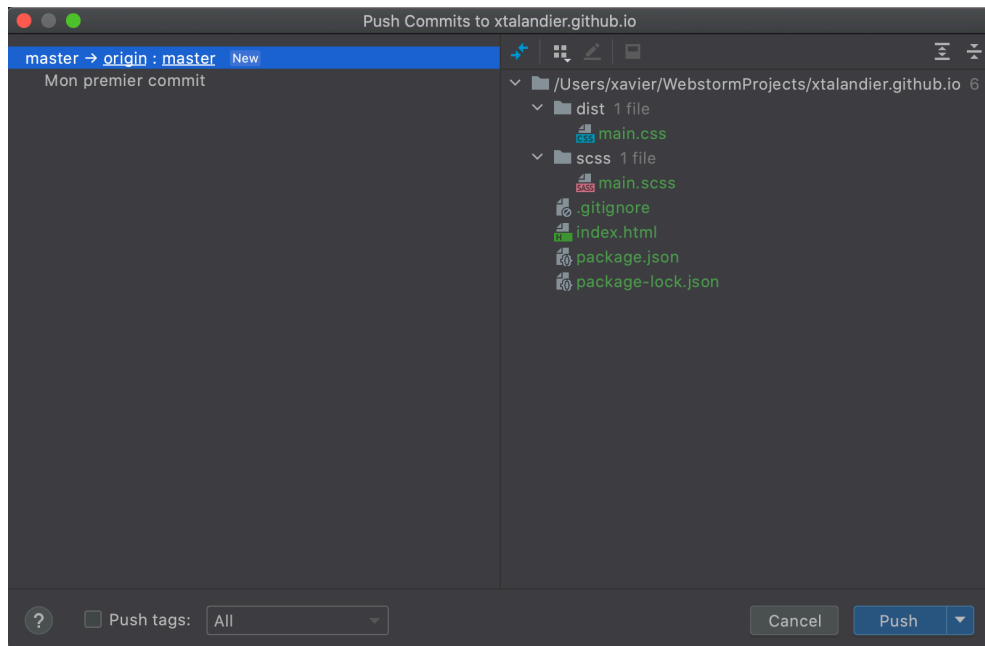 Push Commits to xtalandier.github.io
master → origin : master New
Mon premier commit
/Users/xavier/WebstormProjects/xtalandier.github.io 6
dist 1 file
CSS main.css
scss 1 file
SASS main.scss
.gitignore
H index.html
package.json
package-lock.json
? Push tags: All
Cancel Push